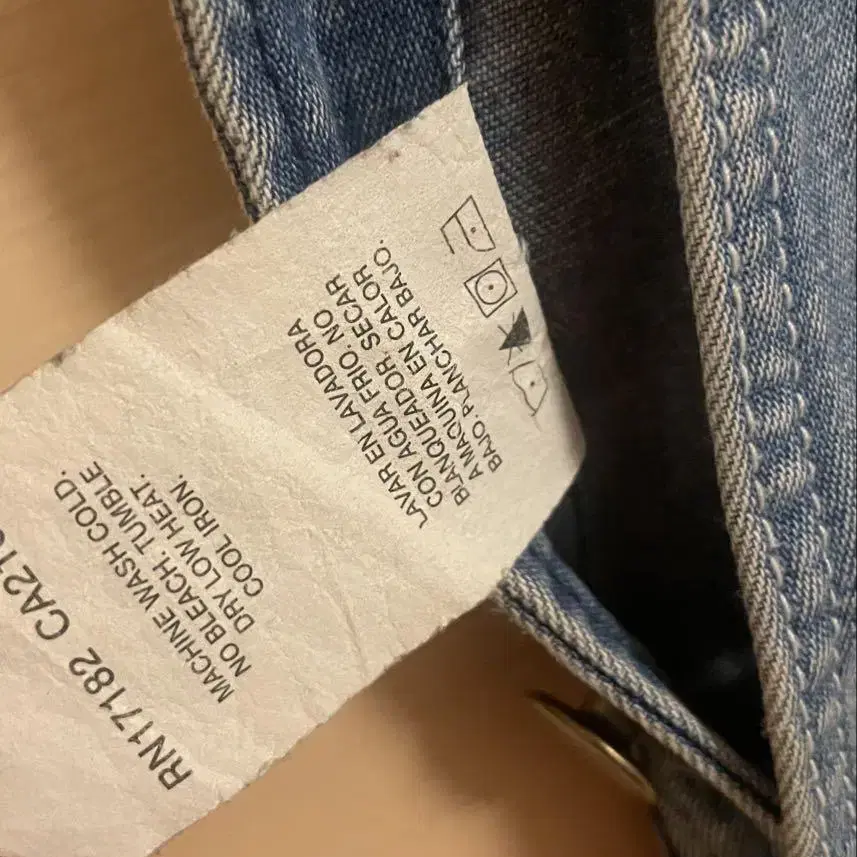 RN17182 CA21
MACHINE WASH COLD.
NO BLEACH. TUMBLE
DRY LOW HEAT.
COOL IRON.
LAVAR EN LAVADORA
CON AGUA FRIO. NO
BLANQUEADOR. SECAR
A MAQUINA EN CALOR
BAJO. PLANCHAR BAJO.